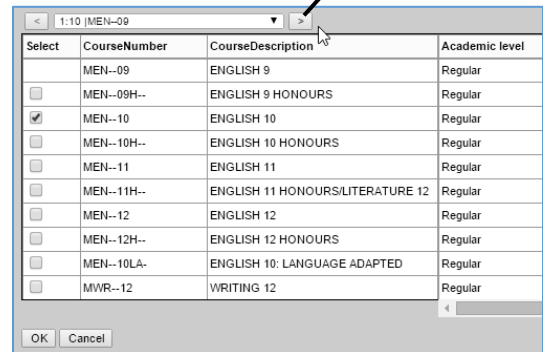 < 1:10 |MEN--09 >
Select CourseNumber CourseDescription Academic level
MEN--09 ENGLISH 9 Regular
MEN--09H-- ENGLISH 9 HONOURS Regular
MEN--10 ENGLISH 10 Regular
MEN--10H-- ENGLISH 10 HONOURS Regular
MEN--11 ENGLISH 11 Regular
MEN--11H-- ENGLISH 11 HONOURS/LITERATURE 12 Regular
MEN--12 ENGLISH 12 Regular
MEN--12H-- ENGLISH 12 HONOURS Regular
MEN--10LA- ENGLISH 10: LANGUAGE ADAPTED Regular
MWR--12 WRITING 12 Regular
OK Cancel